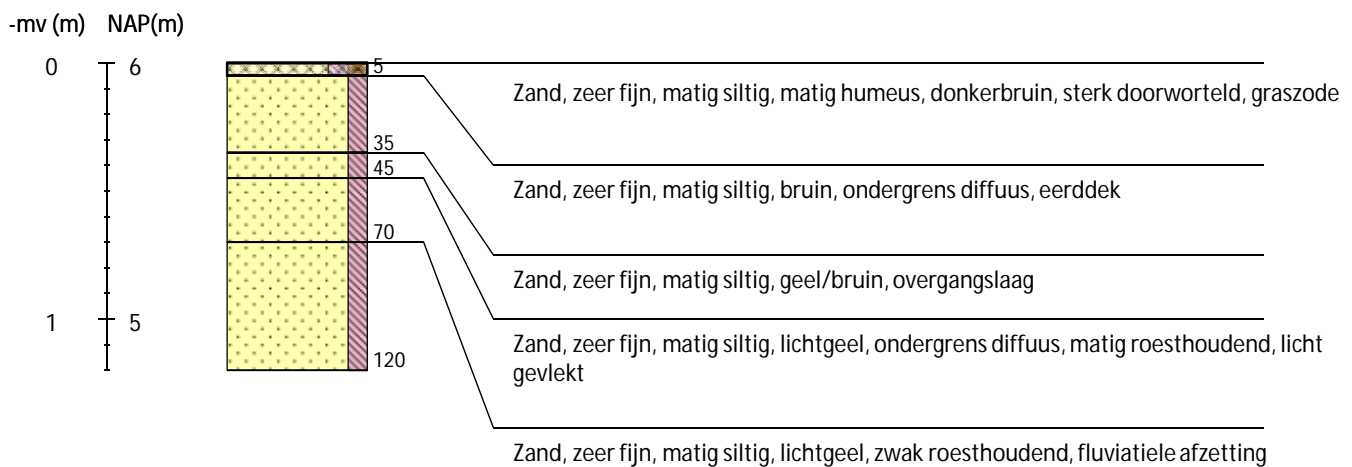 -mv (m) NAP(m)
0 6
5
Zand, zeer fijn, matig siltig, matig humeus, donkerbruin, sterk doorworteld, graszode
35
45
Zand, zeer fijn, matig siltig, bruin, ondergrens diffuus, eerddek
70
Zand, zeer fijn, matig siltig, geel/bruin, overgangslaag
1 5
Zand, zeer fijn, matig siltig, lichtgeel, ondergrens diffuus, matig roesthoudend, licht
gevlekt
120
Zand, zeer fijn, matig siltig, lichtgeel, zwak roesthoudend, fluviatiele afzetting